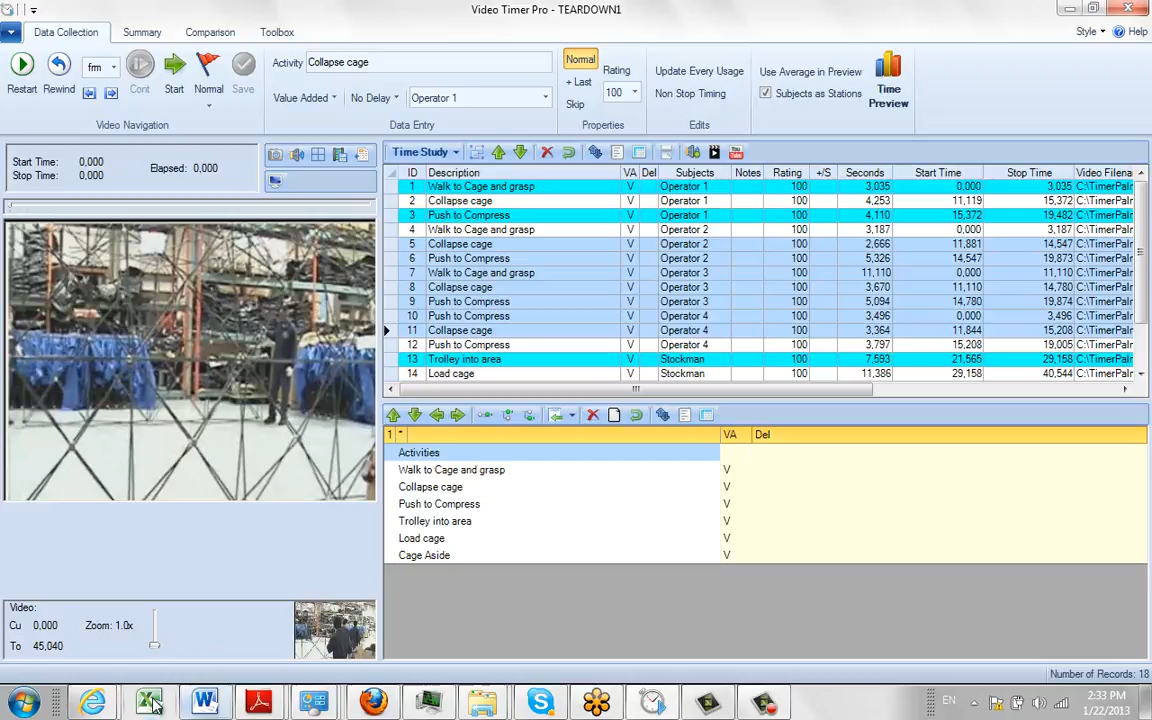 Video Timer Pro - TEARDOWN1
Data Collection Summary Comparison Toolbox Style Help
Restart Rewind frm Cont Start Normal Save
Video Navigation
Activity Collapse cage
Value Added No Delay Operator 1
Data Entry
Normal
+ Last
Skip
Rating
100
Properties
Update Every Usage
Non Stop Timing
Edits
Use Average in Preview
Subjects as Stations
Time Preview
Start Time: 0,000
Stop Time: 0,000
Elapsed: 0,000
Time Study
ID Description VA Del Subjects Notes Rating +/S Seconds Start Time Stop Time Video Filena
1 Walk to Cage and grasp V Operator 1 100 3,035 0,000 3,035 C:\TimerPalr
2 Collapse cage V Operator 1 100 4,253 11,119 15,372 C:\TimerPalr
3 Push to Compress V Operator 1 100 4,110 15,372 19,482 C:\TimerPalr
4 Walk to Cage and grasp V Operator 2 100 3,187 0,000 3,187 C:\TimerPalr
5 Collapse cage V Operator 2 100 2,666 11,881 14,547 C:\TimerPalr
6 Push to Compress V Operator 2 100 5,326 14,547 19,873 C:\TimerPalr
7 Walk to Cage and grasp V Operator 3 100 11,110 0,000 11,110 C:\TimerPalr
8 Collapse cage V Operator 3 100 3,670 11,110 14,780 C:\TimerPalr
9 Push to Compress V Operator 3 100 5,094 14,780 19,874 C:\TimerPalr
10 Push to Compress V Operator 4 100 3,496 0,000 3,496 C:\TimerPalr
11 Collapse cage V Operator 4 100 3,364 11,844 15,208 C:\TimerPalr
12 Push to Compress V Operator 4 100 3,797 15,208 19,005 C:\TimerPalr
13 Trolley into area V Stockman 100 7,593 21,565 29,158 C:\TimerPalr
14 Load cage V Stockman 100 11,386 29,158 40,544 C:\TimerPalr
1 * VA Del
Activities
Walk to Cage and grasp V
Collapse cage V
Push to Compress V
Trolley into area V
Load cage V
Cage Aside V
Video:
Cu 0,000 Zoom: 1.0x
To 45,040
Number of Records: 18
EN
2:33 PM
1/22/2013